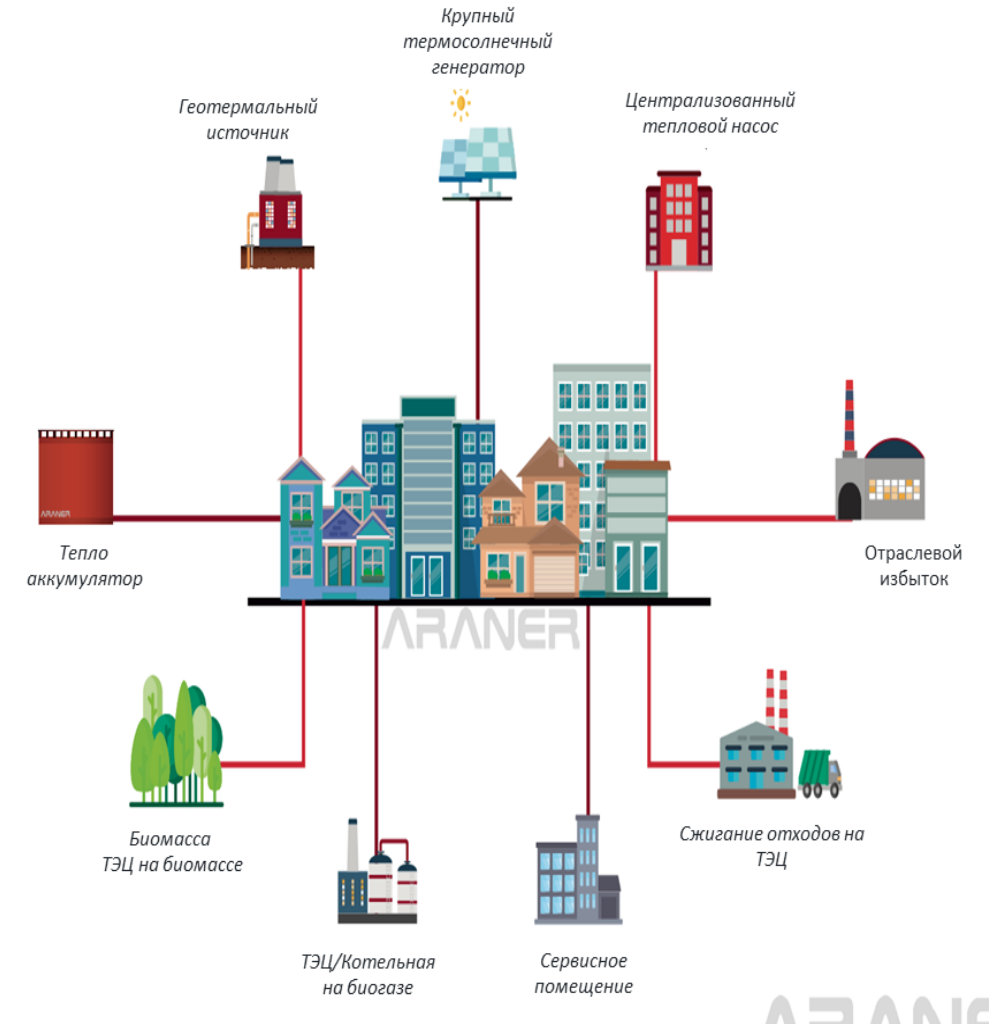 Крупный
термосолнечный
генератор
Геотермальный
источник
Централизованный
тепловой насос
ARANER
Тепло
аккумулятор
Отраслевой
избыток
ARANER
Биомасса
ТЭЦ на биомассе
Сжигание отходов на
ТЭЦ
ТЭЦ/Котельная
на биогазе
Сервисное
помещение